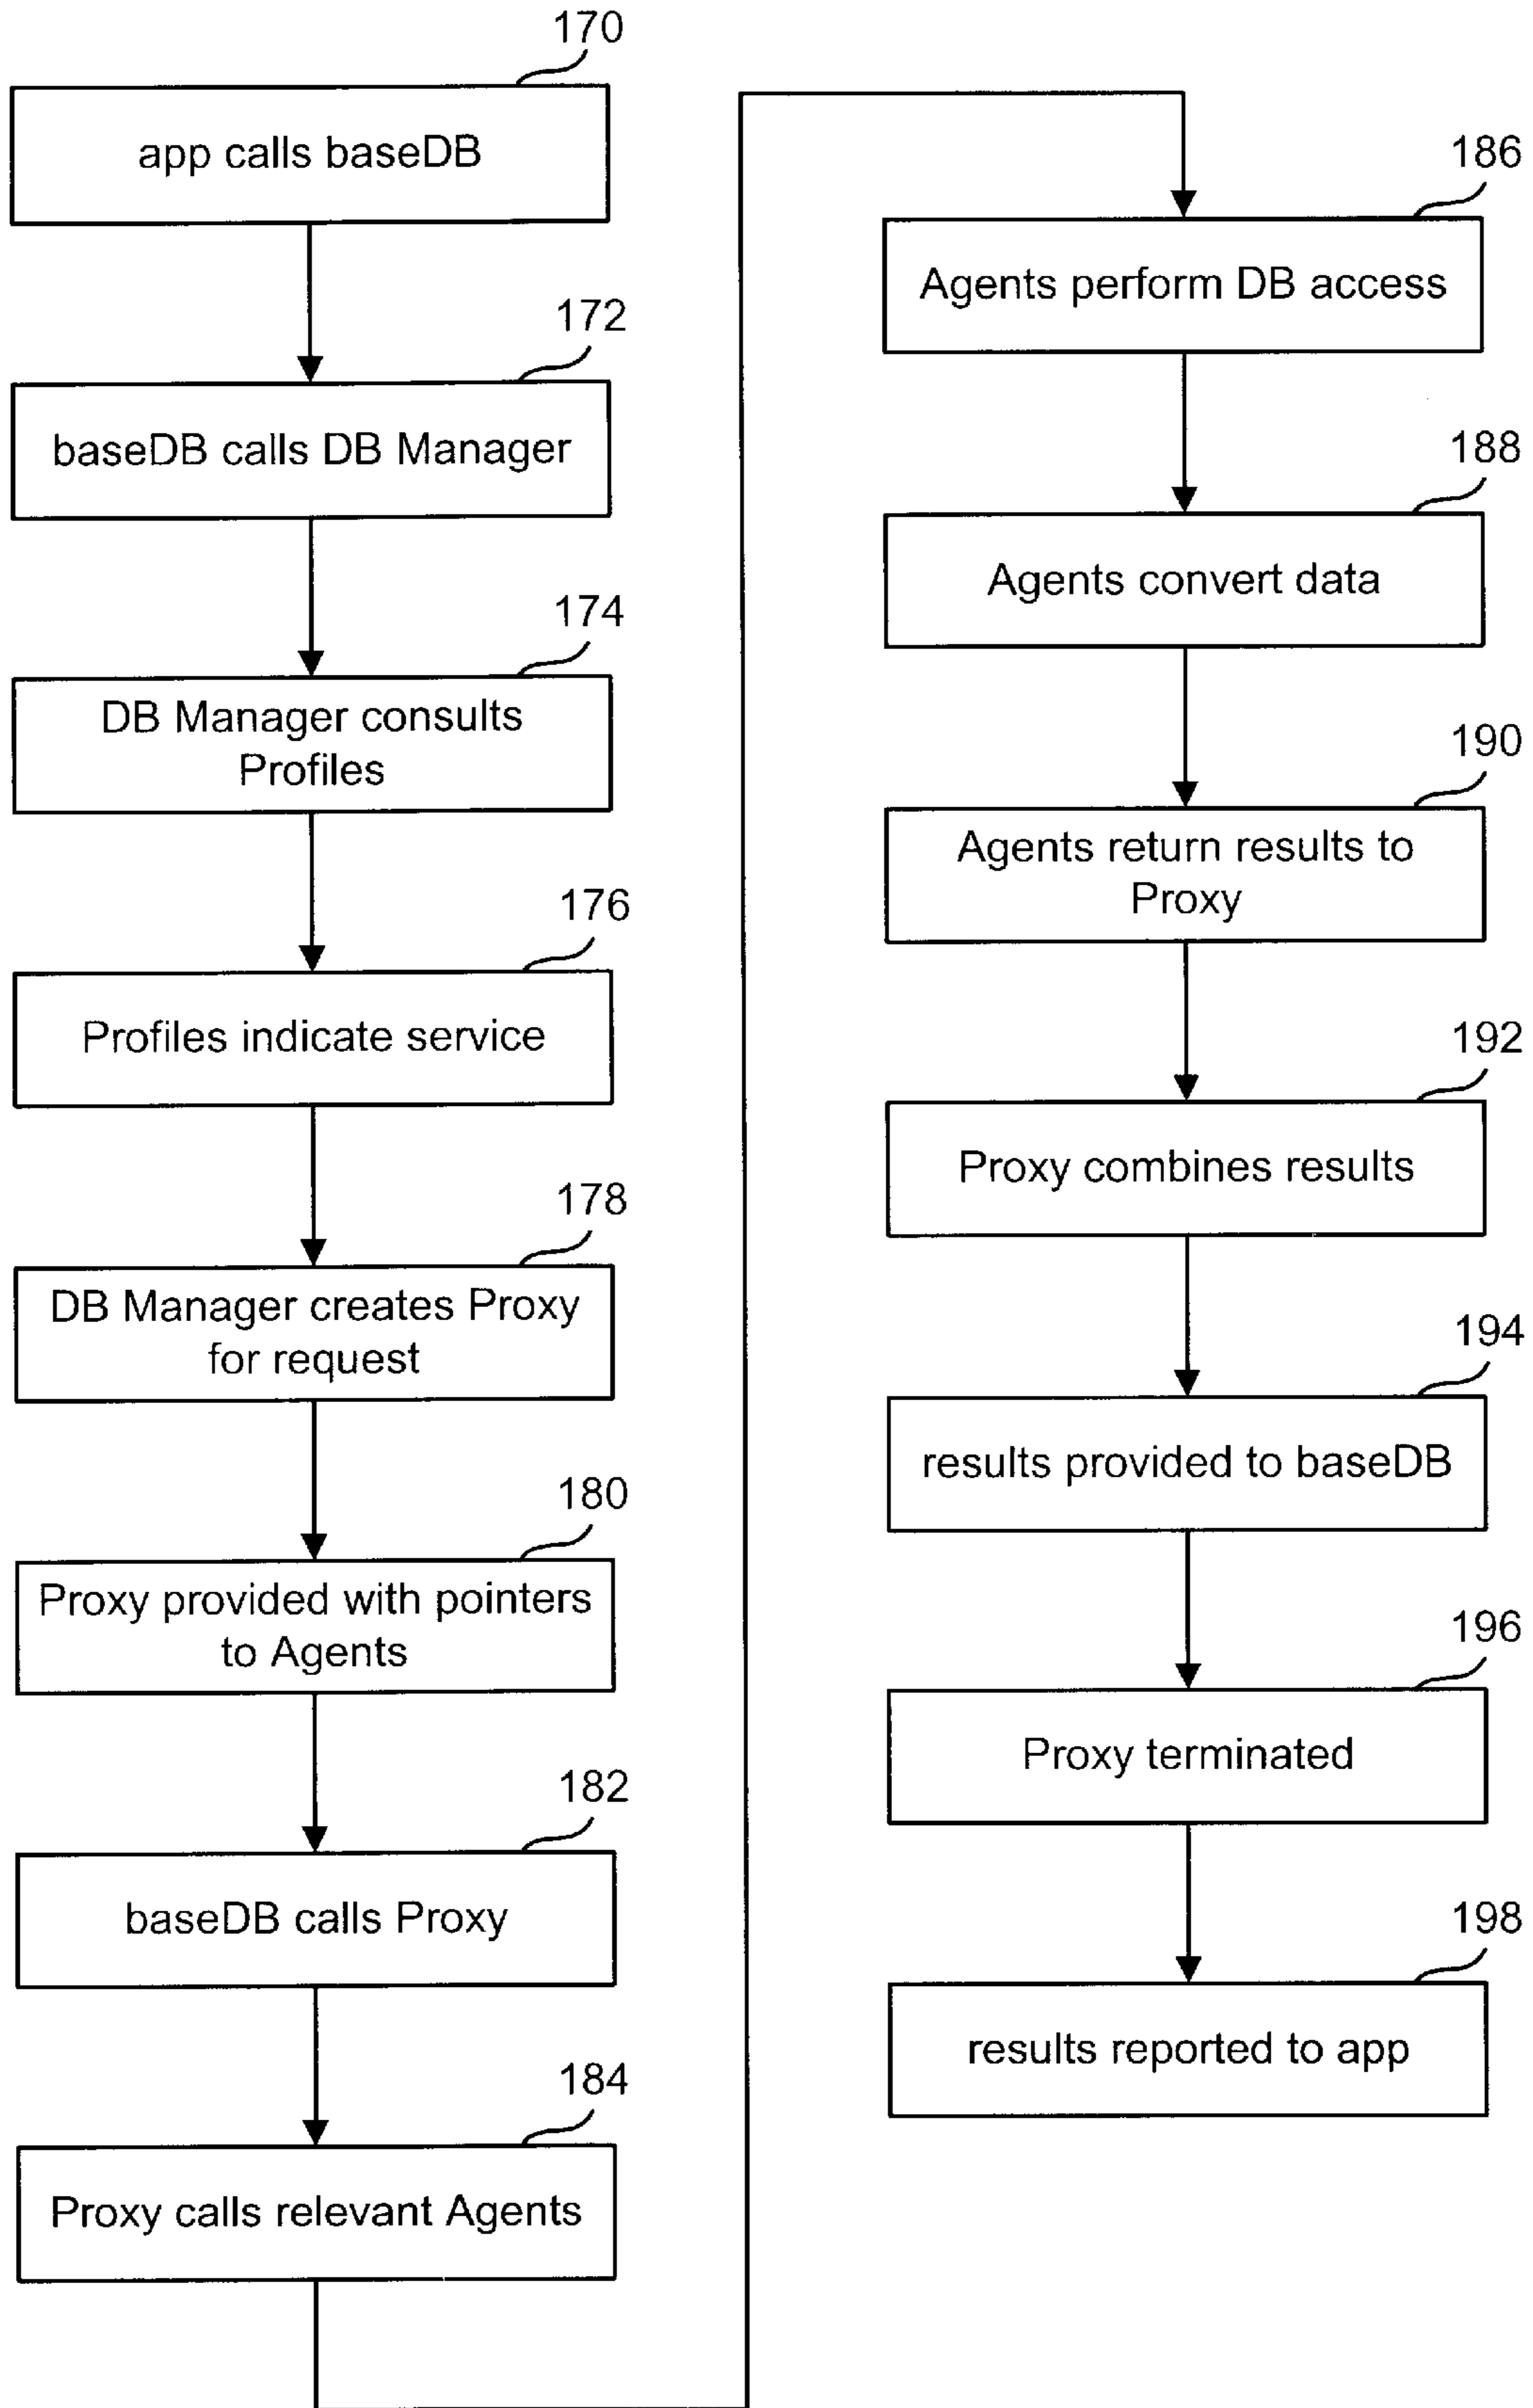 170
app calls baseDB
172
baseDB calls DB Manager
174
DB Manager consults
Profiles
176
Profiles indicate service
178
DB Manager creates Proxy
for request
180
Proxy provided with pointers
to Agents
182
baseDB calls Proxy
184
Proxy calls relevant Agents
186
Agents perform DB access
188
Agents convert data
190
Agents return results to
Proxy
192
Proxy combines results
194
results provided to baseDB
196
Proxy terminated
198
results reported to app